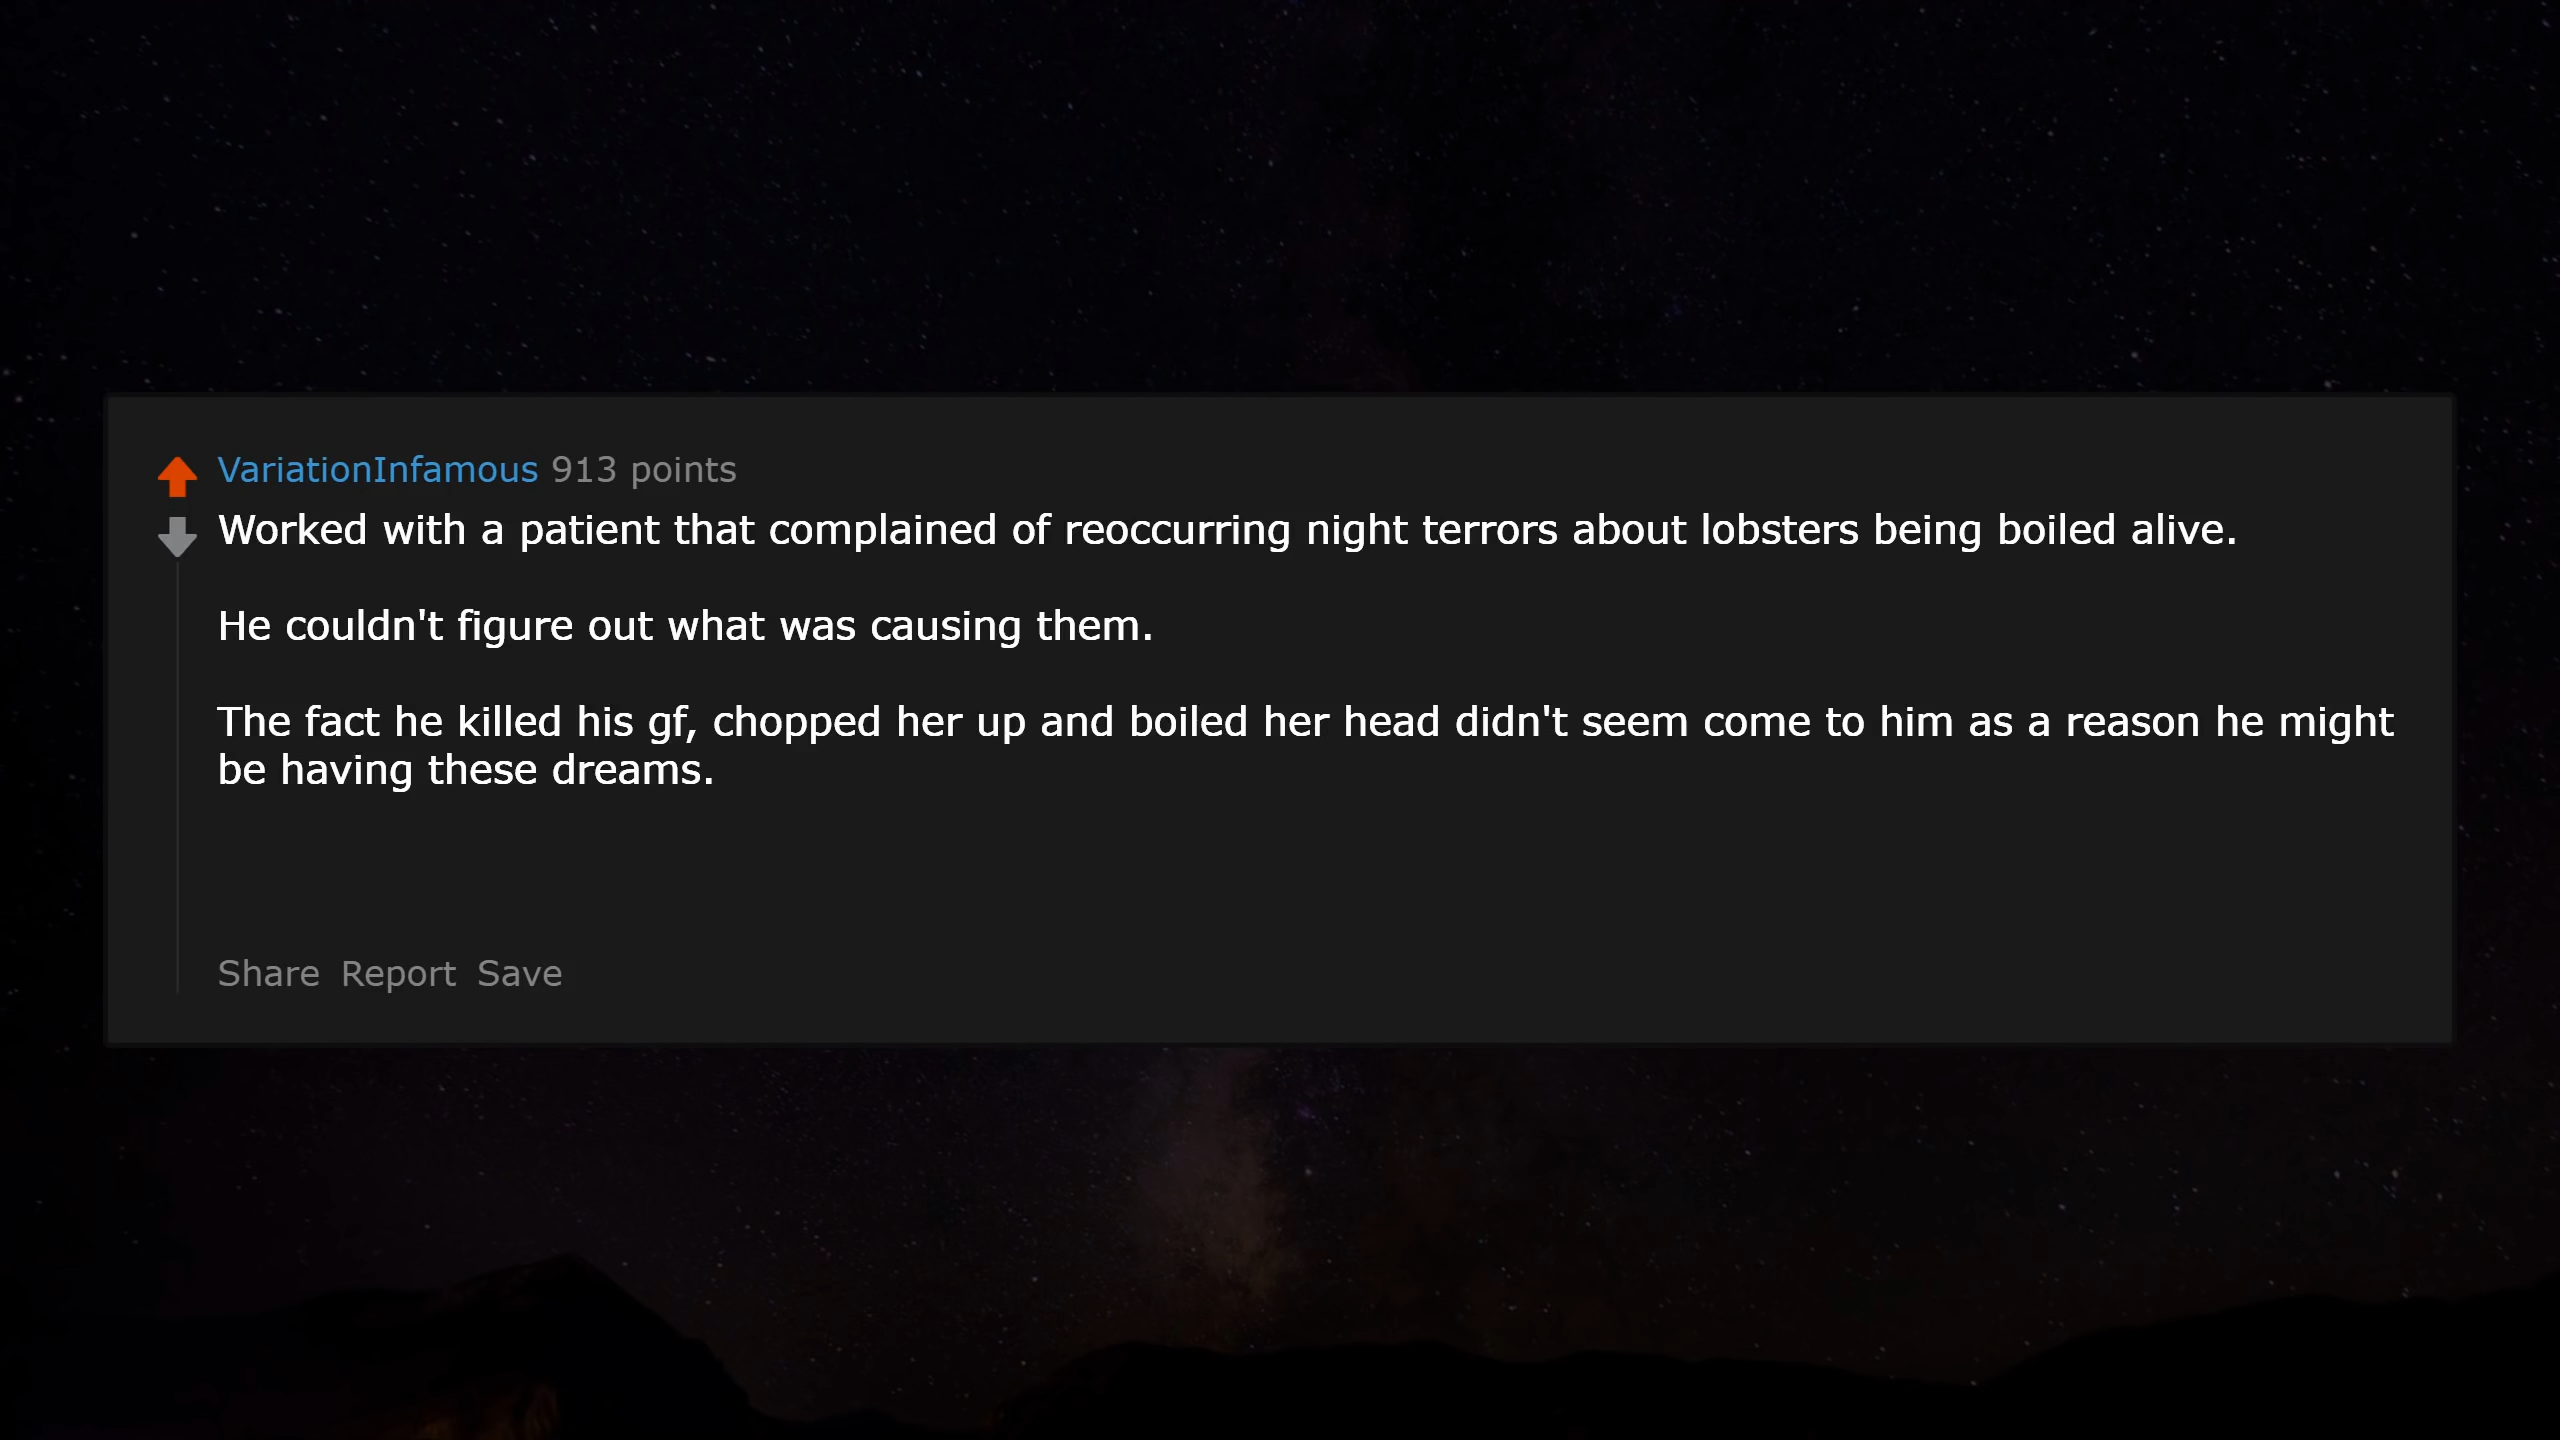 VariationInfamous 913 points
Worked with a patient that complained of reoccurring night terrors about lobsters being boiled alive.
He couldn't figure out what was causing them.
The fact he killed his gf, chopped her up and boiled her head didn't seem come to him as a reason he might
be having these dreams.
Share Report Save